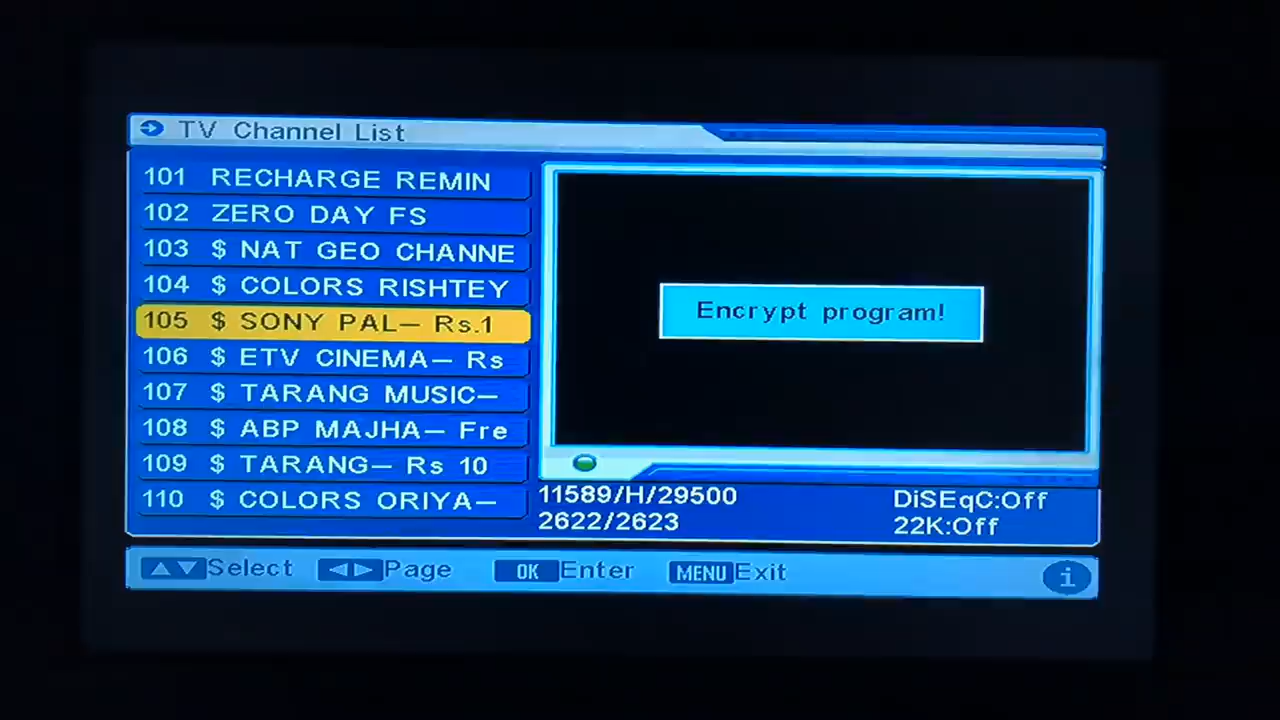 TV Channel List
101 RECHARGE REMIN
102 ZERO DAY FS
103 $ NAT GEO CHANNE
104 $ COLORS RISHTEY
105 $ SONY PAL— Rs.1
106 $ ETV CINEMA— Rs
107 $ TARANG MUSIC—
108 $ ABP MAJHA— Fre
109 $ TARANG— Rs 10
110 $ COLORS ORIYA—
Encrypt program!
11589/H/29500 DiSEqC:Off
2622/2623 22K:Off
Select Page OK Enter MENU Exit i